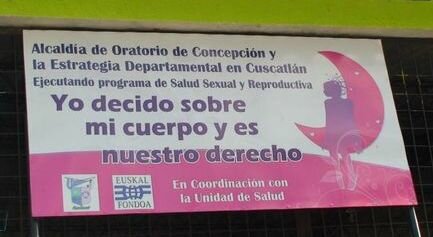 Alcaldía de Oratorio de Concepción y
la Estrategia Departamental en Cuscatlán
Ejecutando programa de Salud Sexual y Reproductiva
Yo decido sobre
mi cuerpo y es
nuestro derecho
EUSKAL
FONDOA
En Coordinación con
la Unidad de Salud